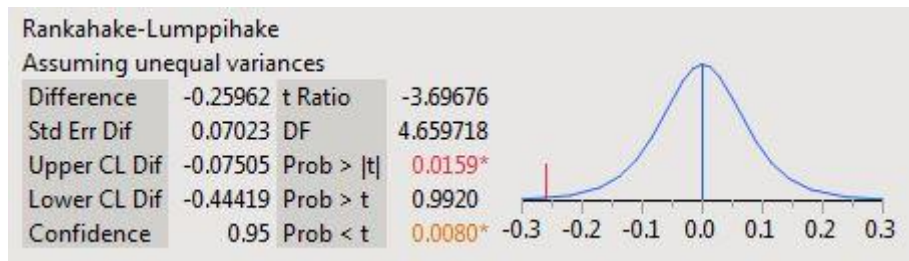 Rankahake-Lumppihake
Assuming unequal variances
Difference -0.25962 t Ratio -3.69676
Std Err Dif 0.07023 DF 4.659718
Upper CL Dif -0.07505 Prob > |t| 0.0159*
Lower CL Dif -0.44419 Prob > t 0.9920
Confidence 0.95 Prob < t 0.0080*
-0.3 -0.2 -0.1 0.0 0.1 0.2 0.3